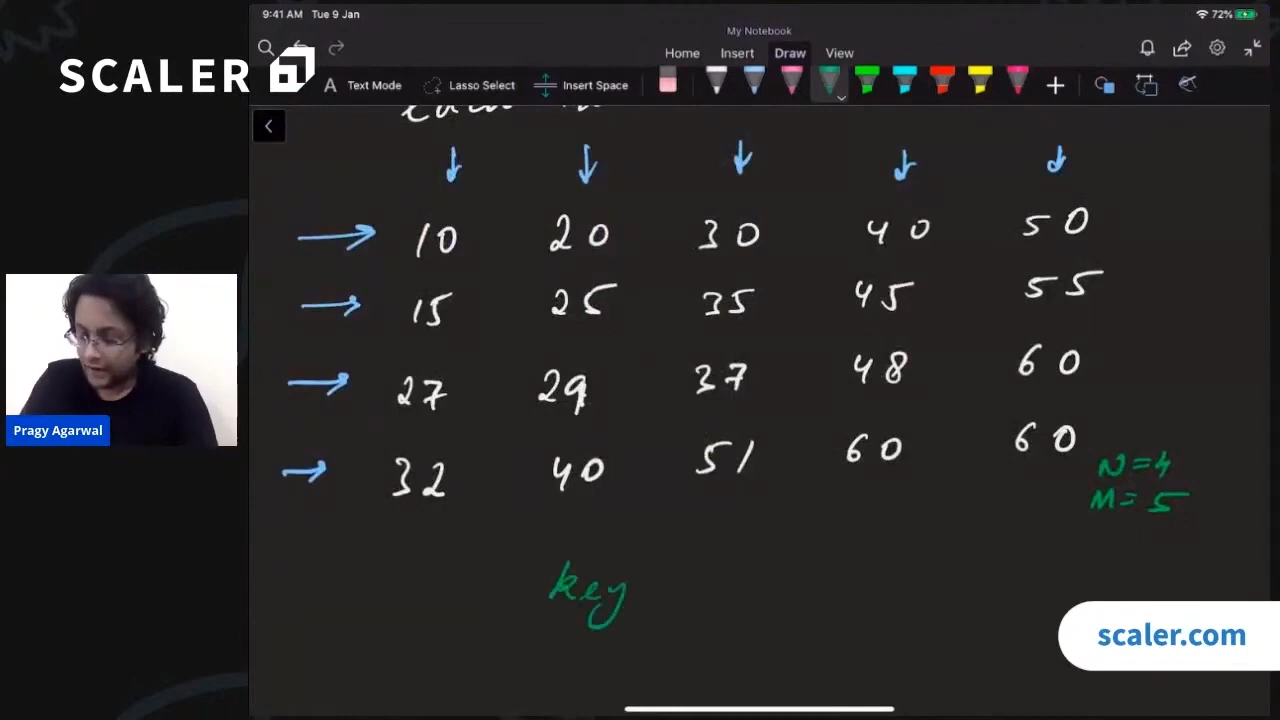 9:41 AM Tue 9 Jan
72%
My Notebook
SCALER
Home Insert Draw View
Text Mode Lasso Select Insert Space
10 20 30 40 50
15 25 35 45 55
27 29 37 48 60
32 40 51 60 60
N=4
M=5
Pragy Agarwal
key
scaler.com